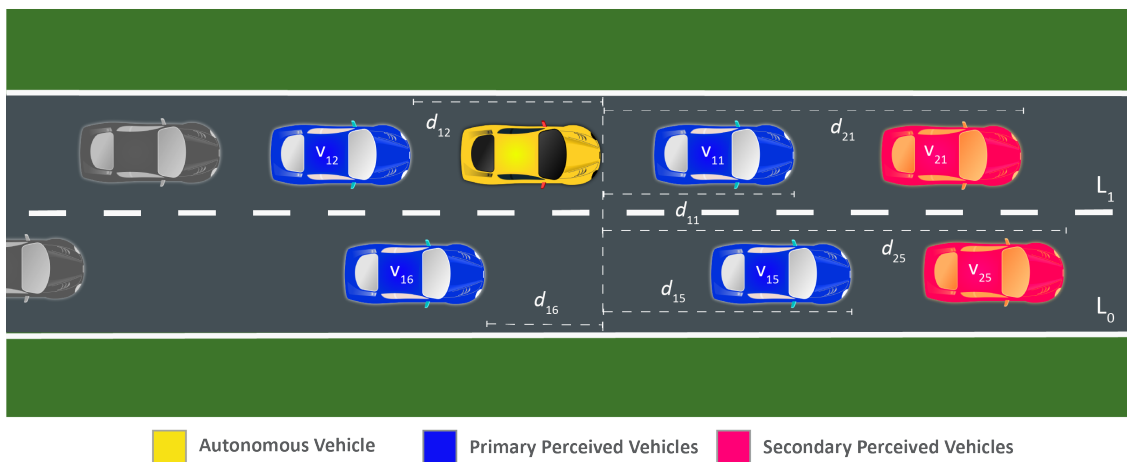 d12
d21
v12
v11
v21
L1
d11
d25
v16
v15
v25
d15
d16
L0
Autonomous Vehicle
Primary Perceived Vehicles
Secondary Perceived Vehicles